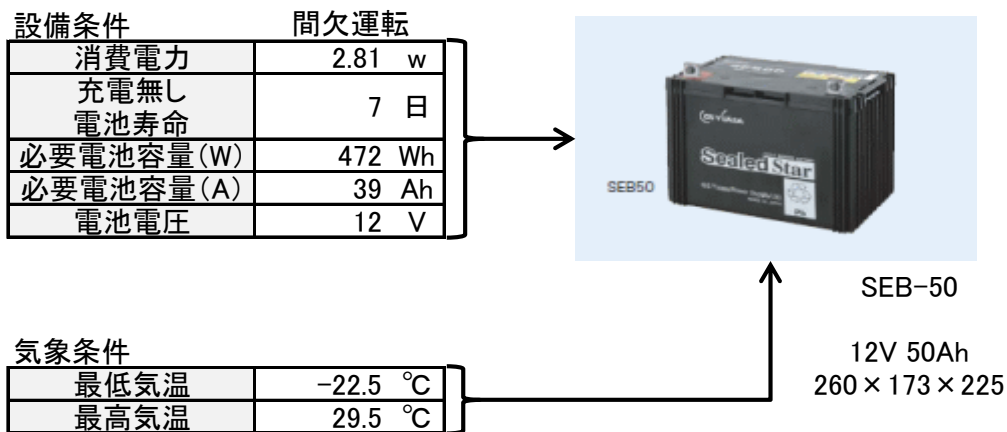 設備条件 間欠運転
消費電力 2.81 w
充電無し
電池寿命 7 日
必要電池容量(W) 472 Wh
必要電池容量(A) 39 Ah
電池電圧 12 V
GS YUASA
Sealed Star
SEB50
SEB-50
12V 50Ah
260×173×225
気象条件
最低気温 -22.5 ℃
最高気温 29.5 ℃